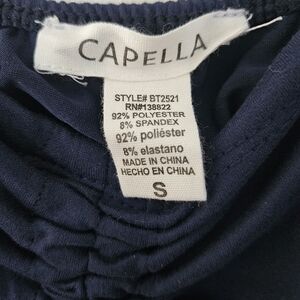 CAPELLA
STYLE# BT2521
RN#138822
92% POLYESTER
8% SPANDEX
92% poliéster
8% elastano
MADE IN CHINA
HECHO EN CHINA
S